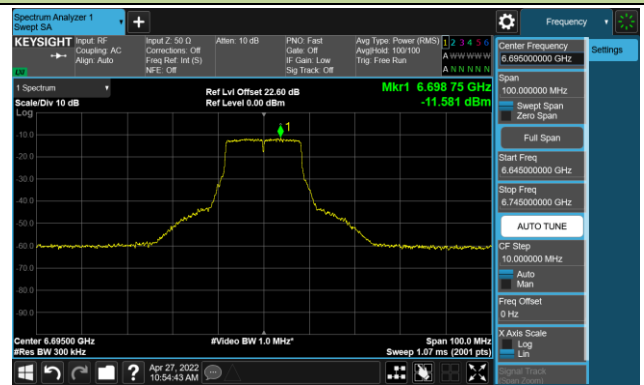 Spectrum Analyzer 1
Swept SA
+
Frequency
KEYSIGHT
Input: RF
Coupling: AC
Align: Auto
Input Z: 50 Ω
Corrections: Off
Freq Ref: Int (S)
NFE: Off
Atten: 10 dB
PNO: Fast
Gate: Off
IF Gain: Low
Sig Track: Off
Avg Type: Power (RMS)
Avg|Hold: 100/100
Trig: Free Run
1 2 3 4 5 6
A W W W W W
A N N N N N
1 Spectrum
Scale/Div 10 dB
Log
Ref Lvl Offset 22.60 dB
Ref Level 0.00 dBm
Mkr1 6.698 75 GHz
-11.581 dBm
1
-10.0
-20.0
-30.0
-40.0
-50.0
-60.0
-70.0
-80.0
-90.0
Center 6.69500 GHz
#Res BW 300 kHz
#Video BW 1.0 MHz*
Span 100.0 MHz
Sweep 1.07 ms (2001 pts)
Center Frequency
6.695000000 GHz
Settings
Span
100.000000 MHz
Swept Span
Zero Span
Full Span
Start Freq
6.645000000 GHz
Stop Freq
6.745000000 GHz
AUTO TUNE
CF Step
10.000000 MHz
Auto
Man
Freq Offset
0 Hz
X Axis Scale
Log
Lin
Signal Track
(Span Zoom)
?
Apr 27, 2022
10:54:43 AM